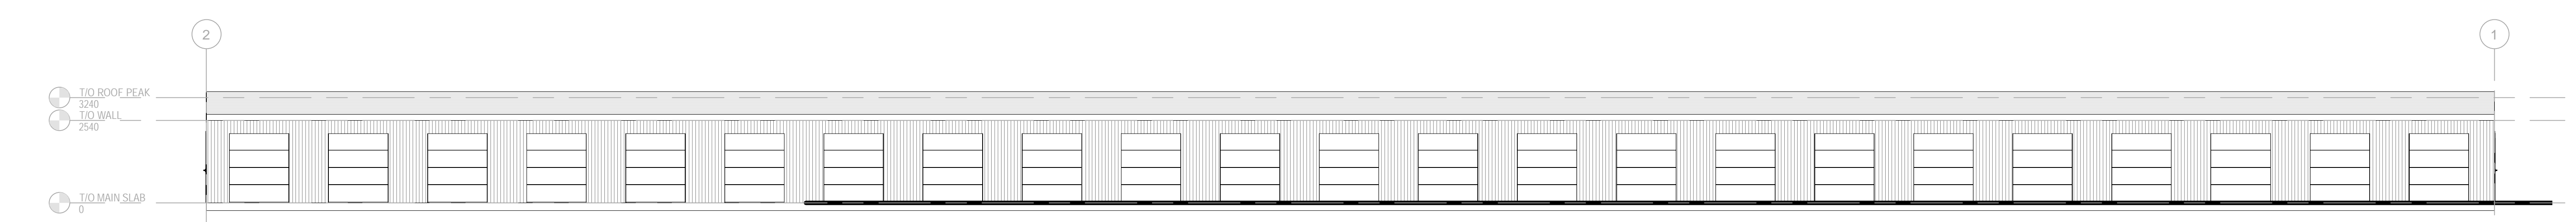 2
1
T/O ROOF PEAK
3240
T/O WALL
2540
T/O MAIN SLAB
0